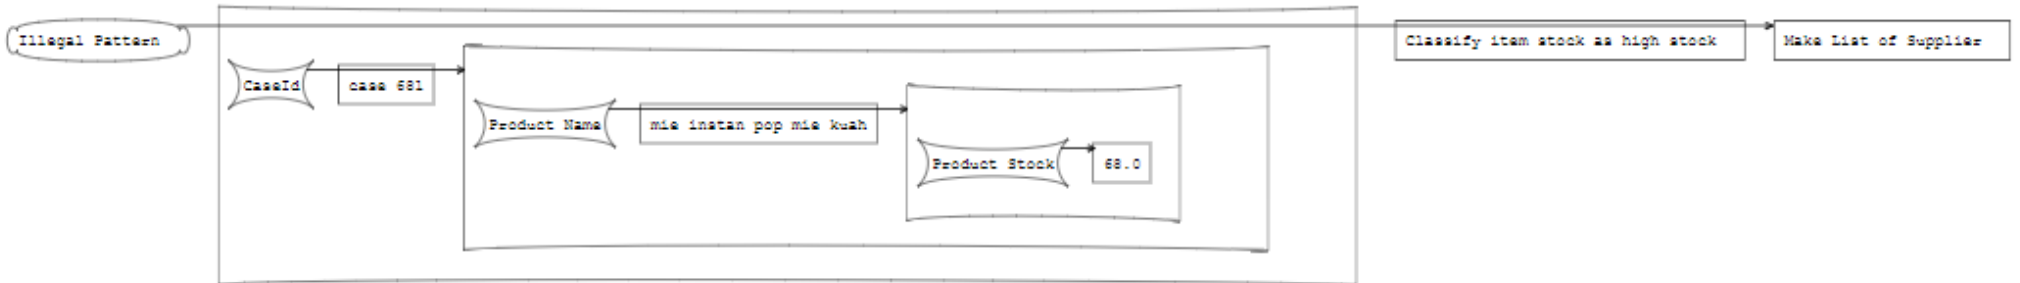 Illegal Pattern
Classify item stock as high stock
Make List of Supplier
CaseId
case 681
Product Name
mie instan pop mie kuah
Product Stock
68.0